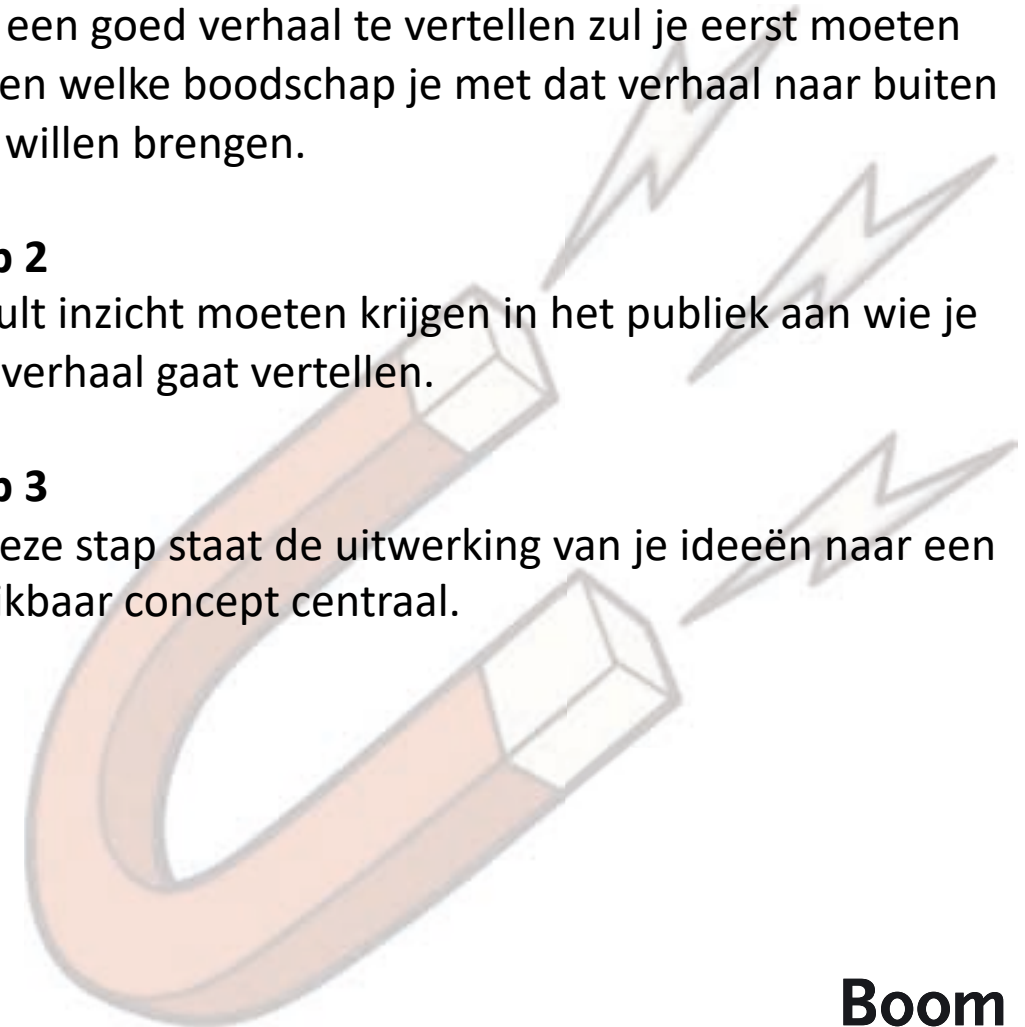 een goed verhaal te vertellen zul je eerst moeten
en welke boodschap je met dat verhaal naar buiten
willen brengen.
p 2
ult inzicht moeten krijgen in het publiek aan wie je
verhaal gaat vertellen.
p 3
eze stap staat de uitwerking van je ideeën naar een
ikbaar concept centraal.
Boom